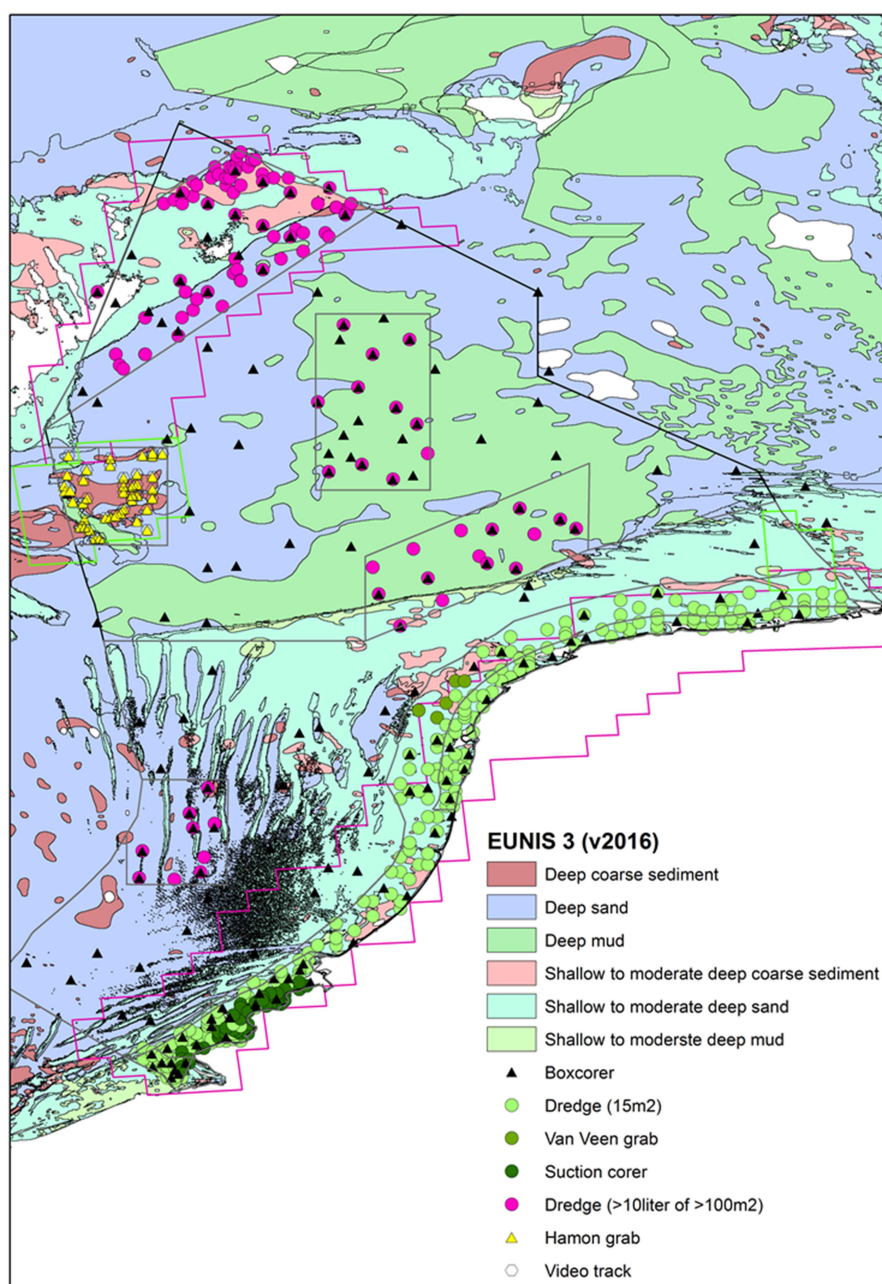 EUNIS 3 (v2016)
Deep coarse sediment
Deep sand
Deep mud
Shallow to moderate deep coarse sediment
Shallow to moderate deep sand
Shallow to moderste deep mud
Boxcorer
Dredge (15m2)
Van Veen grab
Suction corer
Dredge (>10liter of >100m2)
Hamon grab
Video track